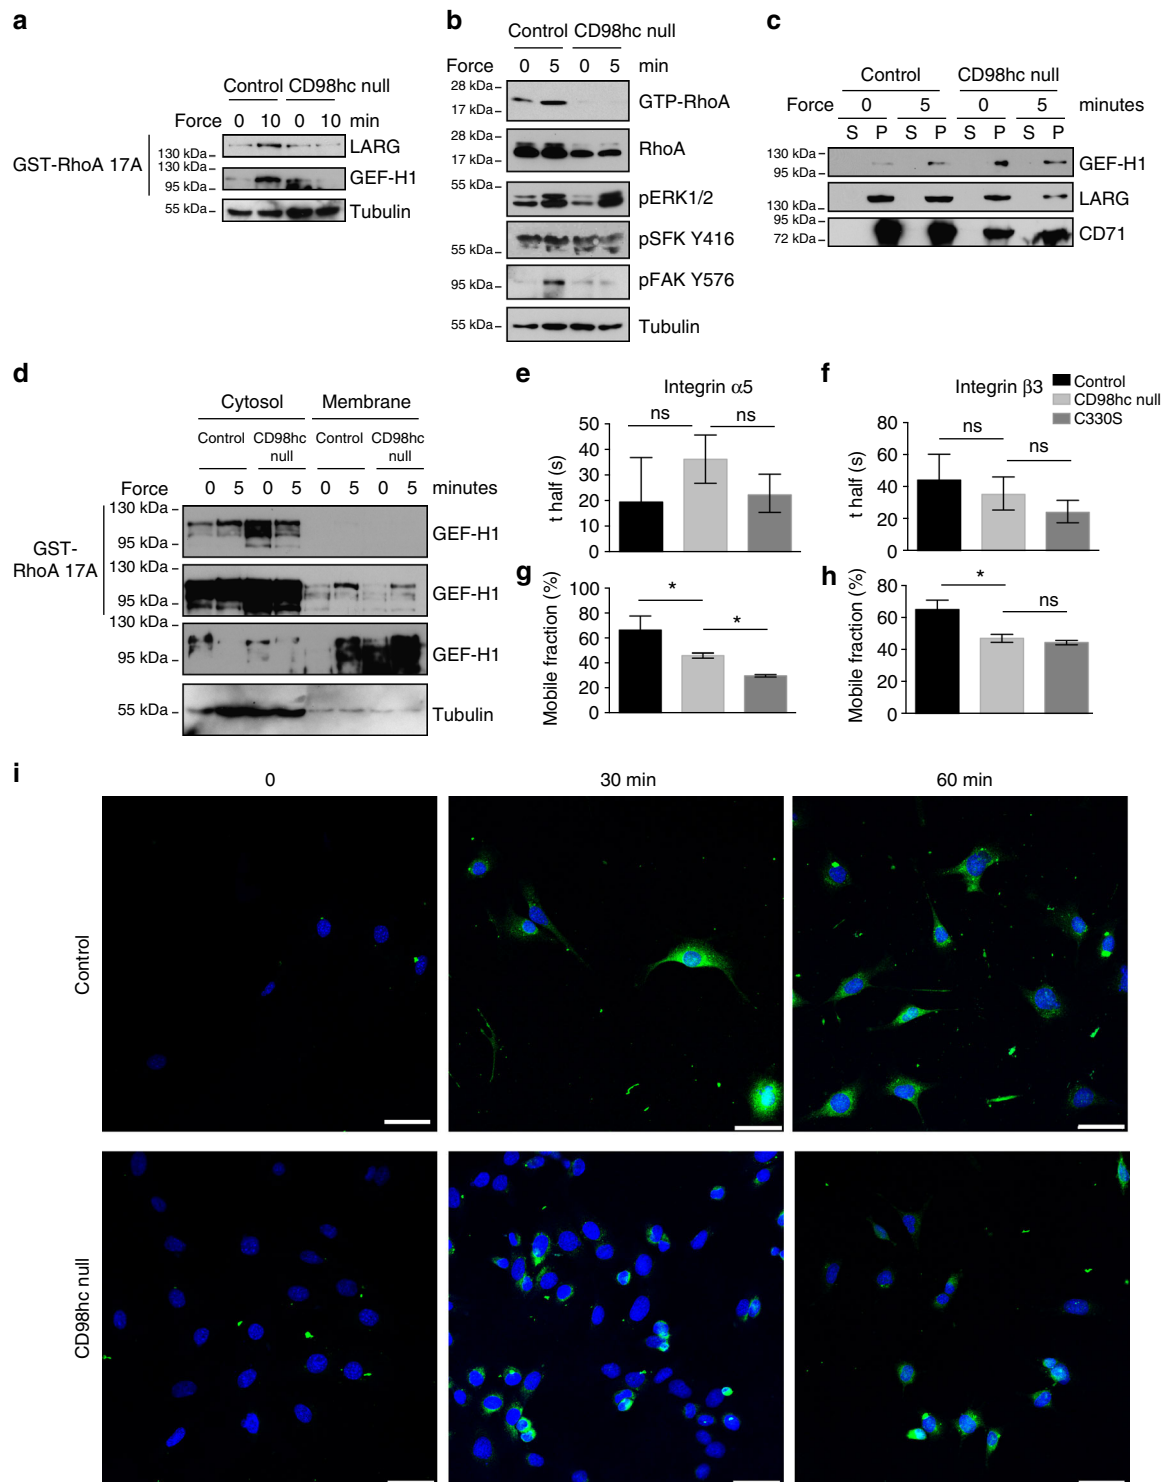 a
Control CD98hc null
Force 0 10 0 10 min
GST-RhoA 17A
130 kDa LARG
130 kDa
95 kDa GEF-H1
55 kDa Tubulin
b
Control CD98hc null
Force 0 5 0 5 min
28 kDa
17 kDa GTP-RhoA
28 kDa
17 kDa RhoA
55 kDa pERK1/2
55 kDa pSFK Y416
95 kDa pFAK Y576
55 kDa Tubulin
c
Control CD98hc null
Force 0 5 0 5 minutes
S P S P S P S P
130 kDa
95 kDa GEF-H1
130 kDa LARG
95 kDa
72 kDa CD71
d
Cytosol Membrane
Control CD98hc null Control CD98hc null
Force 0 5 0 5 0 5 0 5 minutes
GST-RhoA 17A
130 kDa
95 kDa GEF-H1
130 kDa
95 kDa GEF-H1
130 kDa
95 kDa GEF-H1
55 kDa Tubulin
e
Integrin α5
ns ns
t half (s)
50
40
30
20
10
0
f
Integrin β3
Control
CD98hc null
C330S
ns ns
t half (s)
80
60
40
20
0
g
* *
Mobile fraction (%)
100
80
60
40
20
0
h
* ns
Mobile fraction (%)
80
60
40
20
0
i
0 30 min 60 min
Control
CD98hc null